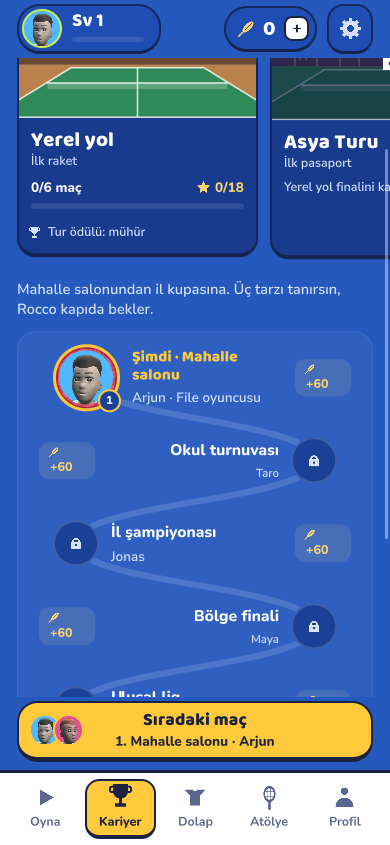 Sv 1
0
+
Yerel yol
İlk raket
0/6 maç
0/18
Tur ödülü: mühür
Asya Turu
İlk pasaport
Yerel yol finalini
Mahalle salonundan il kupasına. Üç tarzı tanırsın,
Rocco kapıda bekler.
Şimdi · Mahalle
salonu
Arjun · File oyuncusu
1
+60
Okul turnuvası
Taro
+60
İl şampiyonası
Jonas
+60
Bölge finali
Maya
+60
Sıradaki maç
1. Mahalle salonu · Arjun
Oyna
Kariyer
Dolap
Atölye
Profil